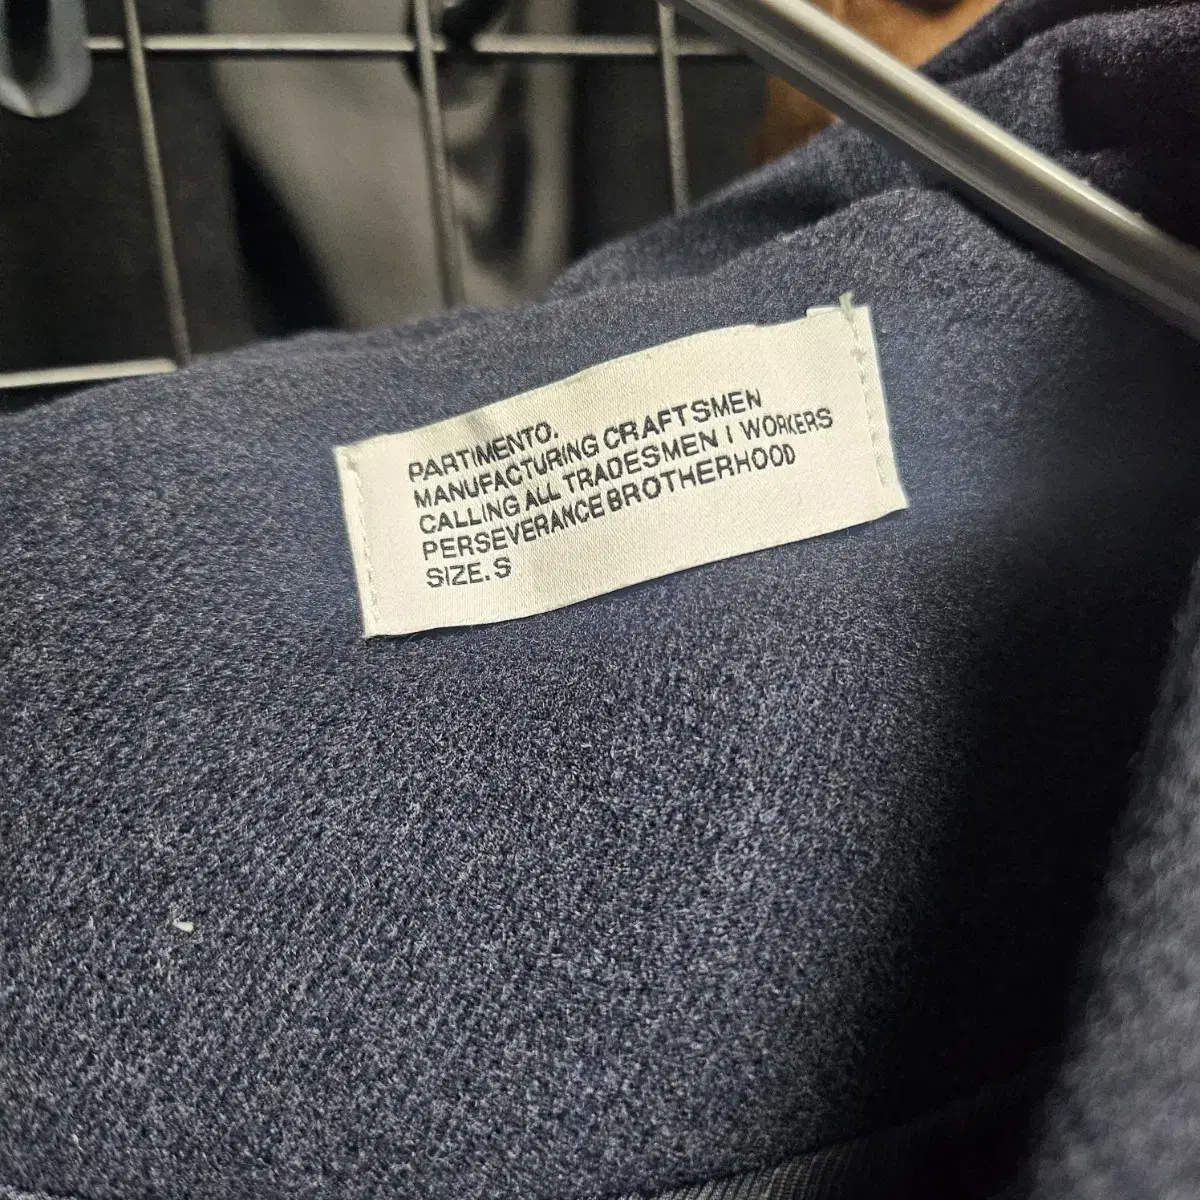 PARTIMENTO.
MANUFACTURING CRAFTSMEN
CALLING ALL TRADESMEN I WORKERS
PERSEVERANCE BROTHERHOOD
SIZE. S